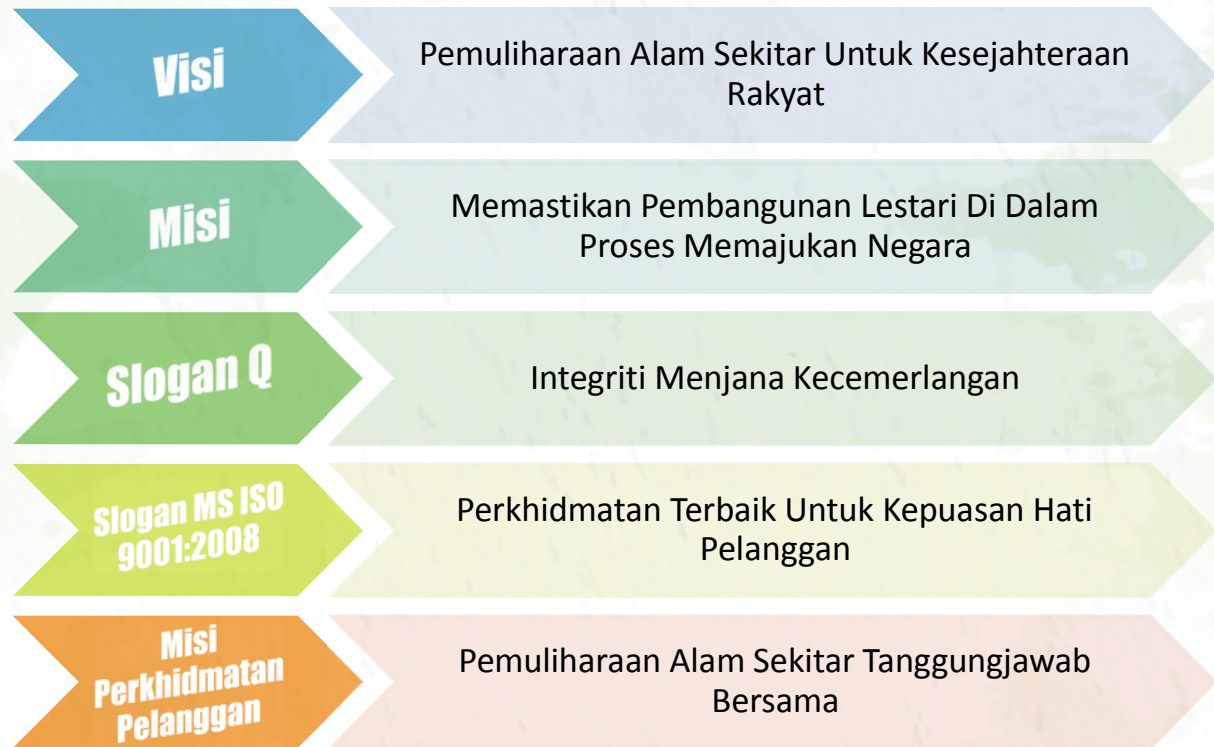 Visi
Pemuliharaan Alam Sekitar Untuk Kesejahteraan
Rakyat
Misi
Memastikan Pembangunan Lestari Di Dalam
Proses Memajukan Negara
Slogan Q
Integriti Menjana Kecemerlangan
Slogan MS ISO
9001:2008
Perkhidmatan Terbaik Untuk Kepuasan Hati
Pelanggan
Misi
Perkhidmatan
Pelanggan
Pemuliharaan Alam Sekitar Tanggungjawab
Bersama